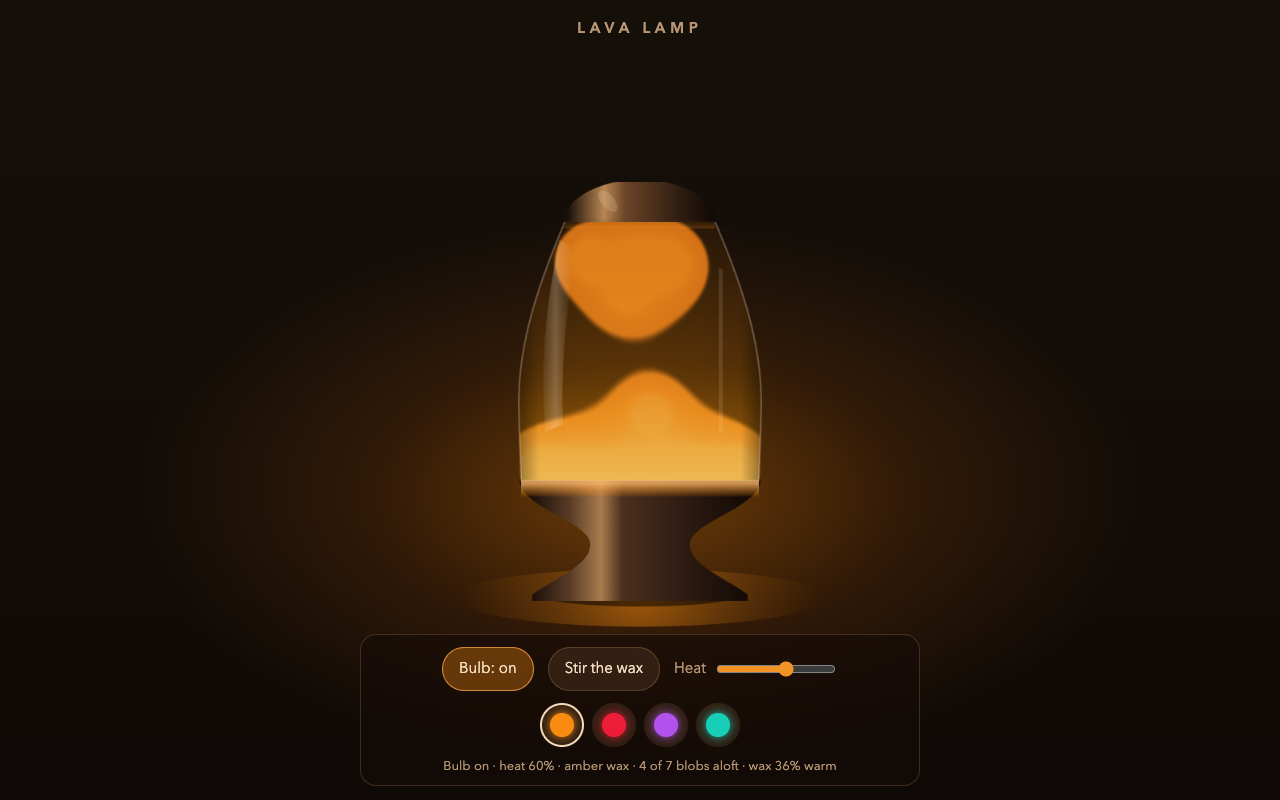 LAVA LAMP
Bulb: on
Stir the wax
Heat
Bulb on · heat 60% · amber wax · 4 of 7 blobs aloft · wax 36% warm